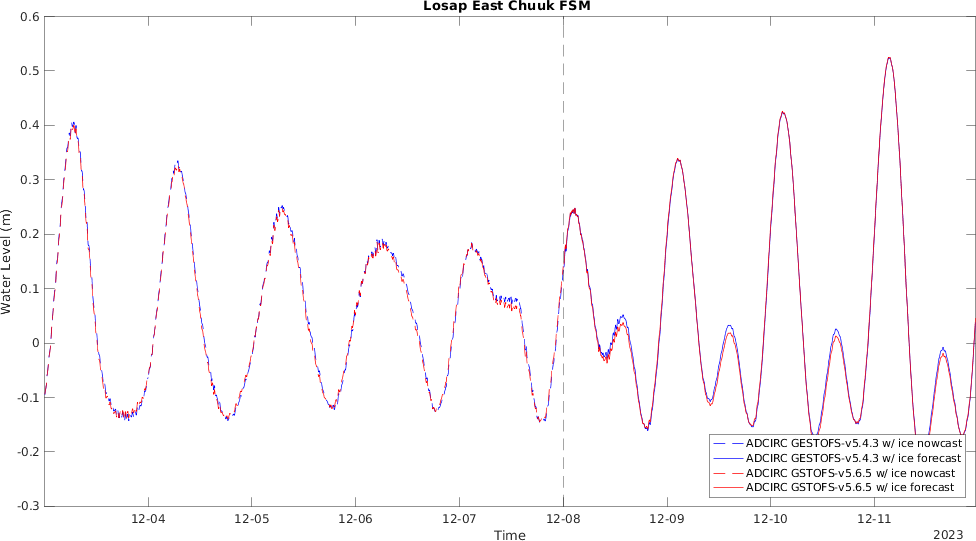 Losap East Chuuk FSM
0.6
0.5
0.4
0.3
0.2
0.1
0
-0.1
-0.2
-0.3
Water Level (m)
12-04 12-05 12-06 12-07 12-08 12-09 12-10 12-11
Time
2023
ADCIRC GESTOFS-v5.4.3 w/ ice nowcast
ADCIRC GESTOFS-v5.4.3 w/ ice forecast
ADCIRC GSTOFS-v5.6.5 w/ ice nowcast
ADCIRC GSTOFS-v5.6.5 w/ ice forecast